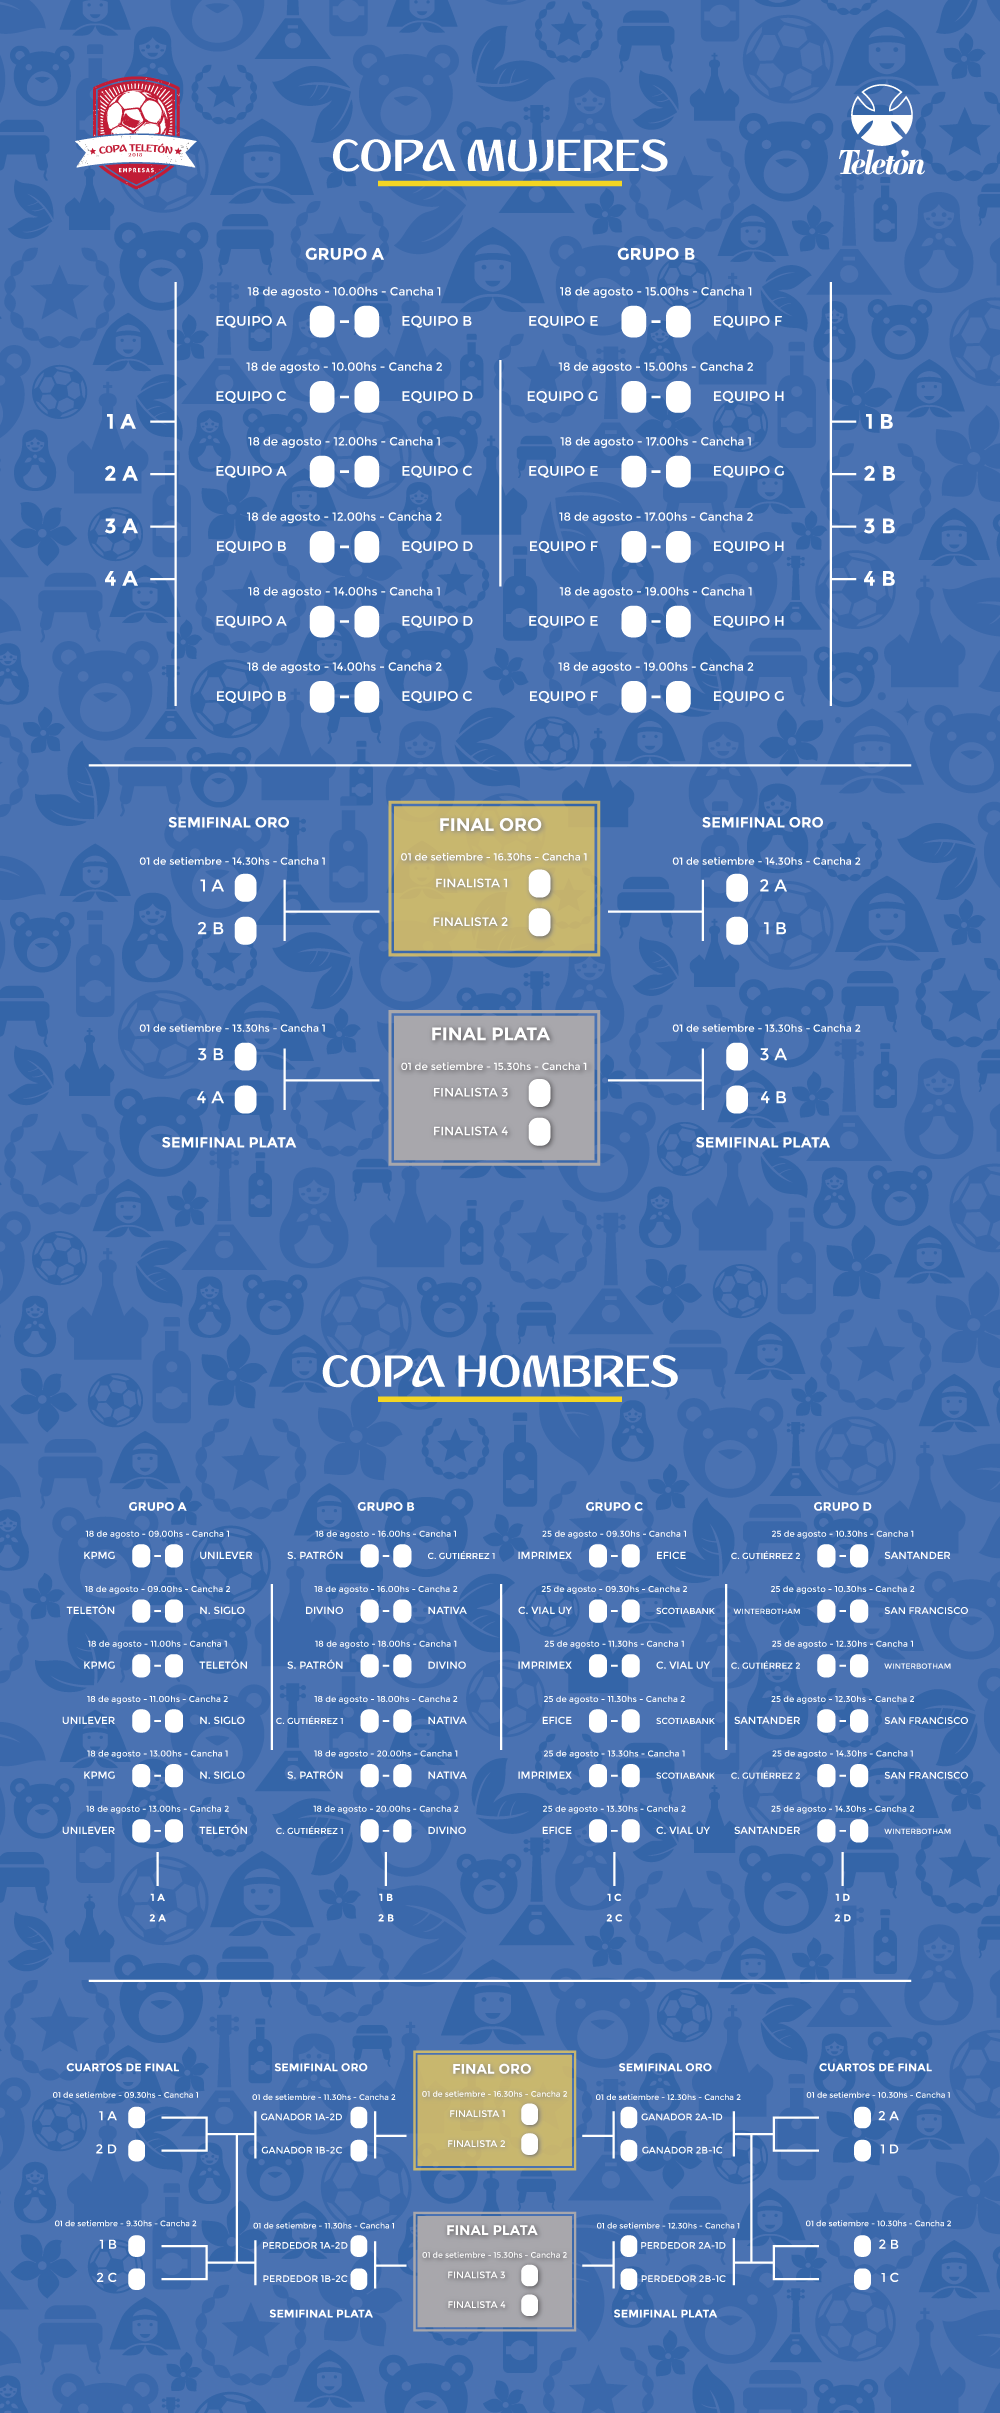 COPA TELETÓN
2018
EMPRESAS
COPA MUJERES
Teletón
GRUPO A
18 de agosto - 10.00hs - Cancha 1
EQUIPO A - EQUIPO B
18 de agosto - 10.00hs - Cancha 2
EQUIPO C - EQUIPO D
18 de agosto - 12.00hs - Cancha 1
EQUIPO A - EQUIPO C
18 de agosto - 12.00hs - Cancha 2
EQUIPO B - EQUIPO D
18 de agosto - 14.00hs - Cancha 1
EQUIPO A - EQUIPO D
18 de agosto - 14.00hs - Cancha 2
EQUIPO B - EQUIPO C
1 A
2 A
3 A
4 A
GRUPO B
18 de agosto - 15.00hs - Cancha 1
EQUIPO E - EQUIPO F
18 de agosto - 15.00hs - Cancha 2
EQUIPO G - EQUIPO H
18 de agosto - 17.00hs - Cancha 1
EQUIPO E - EQUIPO G
18 de agosto - 17.00hs - Cancha 2
EQUIPO F - EQUIPO H
18 de agosto - 19.00hs - Cancha 1
EQUIPO E - EQUIPO H
18 de agosto - 19.00hs - Cancha 2
EQUIPO F - EQUIPO G
1 B
2 B
3 B
4 B
SEMIFINAL ORO
01 de setiembre - 14.30hs - Cancha 1
1 A
2 B
FINAL ORO
01 de setiembre - 16.30hs - Cancha 1
FINALISTA 1
FINALISTA 2
SEMIFINAL ORO
01 de setiembre - 14.30hs - Cancha 2
2 A
1 B
01 de setiembre - 13.30hs - Cancha 1
3 B
4 A
SEMIFINAL PLATA
FINAL PLATA
01 de setiembre - 15.30hs - Cancha 1
FINALISTA 3
FINALISTA 4
01 de setiembre - 13.30hs - Cancha 2
3 A
4 B
SEMIFINAL PLATA
COPA HOMBRES
GRUPO A
18 de agosto - 09.00hs - Cancha 1
KPMG - UNILEVER
18 de agosto - 09.00hs - Cancha 2
TELETÓN - N. SIGLO
18 de agosto - 11.00hs - Cancha 1
KPMG - TELETÓN
18 de agosto - 11.00hs - Cancha 2
UNILEVER - N. SIGLO
18 de agosto - 13.00hs - Cancha 1
KPMG - N. SIGLO
18 de agosto - 13.00hs - Cancha 2
UNILEVER - TELETÓN
1 A
2 A
GRUPO B
18 de agosto - 16.00hs - Cancha 1
S. PATRÓN - C. GUTIÉRREZ 1
18 de agosto - 16.00hs - Cancha 2
DIVINO - NATIVA
18 de agosto - 18.00hs - Cancha 1
S. PATRÓN - DIVINO
18 de agosto - 18.00hs - Cancha 2
C. GUTIÉRREZ 1 - NATIVA
18 de agosto - 20.00hs - Cancha 1
S. PATRÓN - NATIVA
18 de agosto - 20.00hs - Cancha 2
C. GUTIÉRREZ 1 - DIVINO
1 B
2 B
GRUPO C
25 de agosto - 09.30hs - Cancha 1
IMPRIMEX - EFICE
25 de agosto - 09.30hs - Cancha 2
C. VIAL UY - SCOTIABANK
25 de agosto - 11.30hs - Cancha 1
IMPRIMEX - C. VIAL UY
25 de agosto - 11.30hs - Cancha 2
EFICE - SCOTIABANK
25 de agosto - 13.30hs - Cancha 1
IMPRIMEX - SCOTIABANK
25 de agosto - 13.30hs - Cancha 2
EFICE - C. VIAL UY
1 C
2 C
GRUPO D
25 de agosto - 10.30hs - Cancha 1
C. GUTIÉRREZ 2 - SANTANDER
25 de agosto - 10.30hs - Cancha 2
WINTERBOTHAM - SAN FRANCISCO
25 de agosto - 12.30hs - Cancha 1
C. GUTIÉRREZ 2 - WINTERBOTHAM
25 de agosto - 12.30hs - Cancha 2
SANTANDER - SAN FRANCISCO
25 de agosto - 14.30hs - Cancha 1
C. GUTIÉRREZ 2 - SAN FRANCISCO
25 de agosto - 14.30hs - Cancha 2
SANTANDER - WINTERBOTHAM
1 D
2 D
CUARTOS DE FINAL
01 de setiembre - 09.30hs - Cancha 1
1 A
2 D
01 de setiembre - 9.30hs - Cancha 2
1 B
2 C
SEMIFINAL ORO
01 de setiembre - 11.30hs - Cancha 2
GANADOR 1A-2D
GANADOR 1B-2C
01 de setiembre - 11.30hs - Cancha 1
PERDEDOR 1A-2D
PERDEDOR 1B-2C
SEMIFINAL PLATA
FINAL ORO
01 de setiembre - 16.30hs - Cancha 2
FINALISTA 1
FINALISTA 2
FINAL PLATA
01 de setiembre - 15.30hs - Cancha 2
FINALISTA 3
FINALISTA 4
SEMIFINAL ORO
01 de setiembre - 12.30hs - Cancha 2
GANADOR 2A-1D
GANADOR 2B-1C
01 de setiembre - 12.30hs - Cancha 1
PERDEDOR 2A-1D
PERDEDOR 2B-1C
SEMIFINAL PLATA
CUARTOS DE FINAL
01 de setiembre - 10.30hs - Cancha 1
2 A
1 D
01 de setiembre - 10.30hs - Cancha 2
2 B
1 C